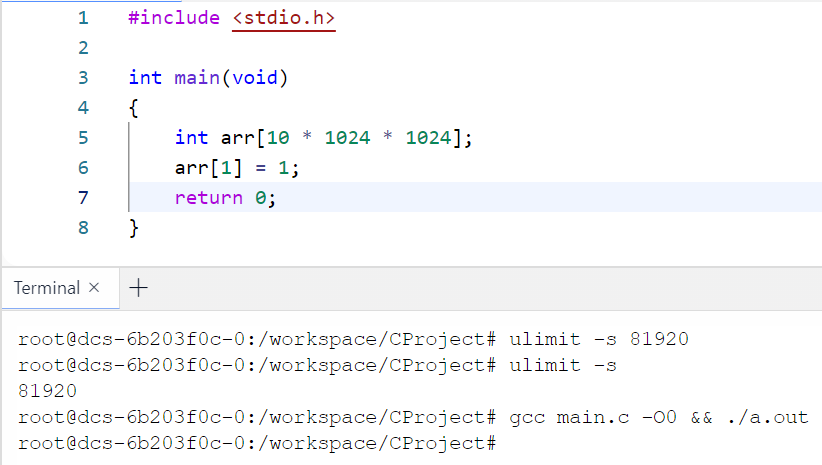 1 #include <stdio.h>
2
3 int main(void)
4 {
5 int arr[10 * 1024 * 1024];
6 arr[1] = 1;
7 return 0;
8 }
Terminal × +
root@dcs-6b203f0c-0:/workspace/CProject# ulimit -s 81920
root@dcs-6b203f0c-0:/workspace/CProject# ulimit -s
81920
root@dcs-6b203f0c-0:/workspace/CProject# gcc main.c -O0 && ./a.out
root@dcs-6b203f0c-0:/workspace/CProject#